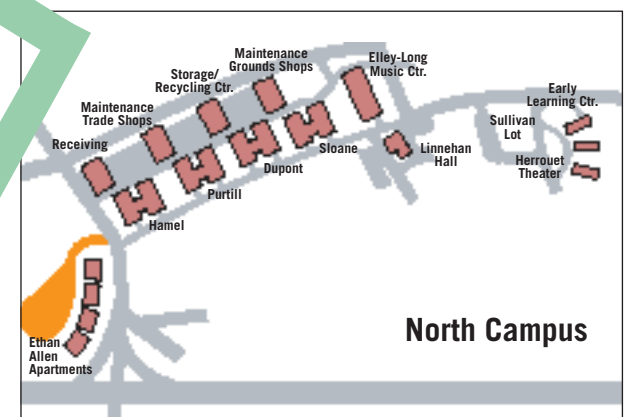 Maintenance
Grounds Shops
Elley-Long
Music Ctr.
Storage/
Recycling Ctr.
Early
Learning Ctr.
Maintenance
Trade Shops
Sullivan
Lot
Receiving
Sloane
Linnehan
Hall
Herrouet
Theater
Dupont
Purtill
Hamel
North Campus
Ethan
Allen
Apartments